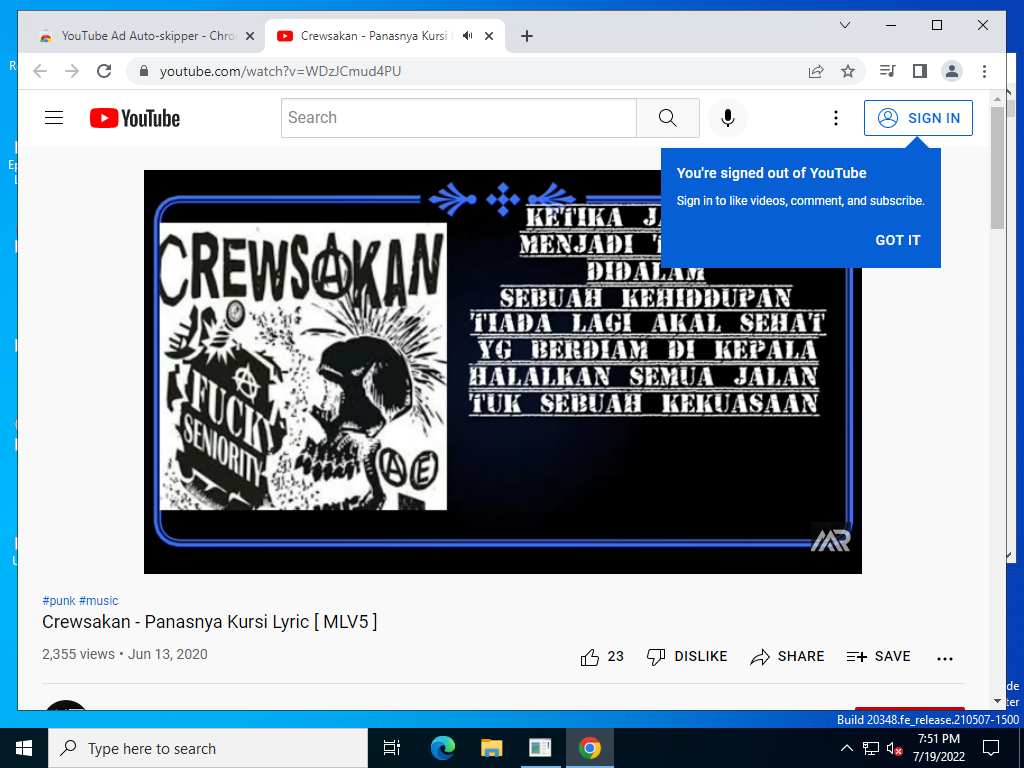 YouTube Ad Auto-skipper - Chro
Crewsakan - Panasnya Kursi L
youtube.com/watch?v=WDzJCmud4PU
YouTube
Search
SIGN IN
You're signed out of YouTube
Sign in to like videos, comment, and subscribe.
GOT IT
CREWSAKAN
FUCK
SENIORITY
KETIKA JA
MENJADI T
DIDALAM
SEBUAH KEHIDDUPAN
TIADA LAGI AKAL SEHAT
YG BERDIAM DI KEPALA
HALALKAN SEMUA JALAN
TUK SEBUAH KEKUASAAN
#punk #music
Crewsakan - Panasnya Kursi Lyric [ MLV5 ]
2,355 views • Jun 13, 2020
23
DISLIKE
SHARE
SAVE
Build 20348.fe_release.210507-1500
Type here to search
7:51 PM
7/19/2022